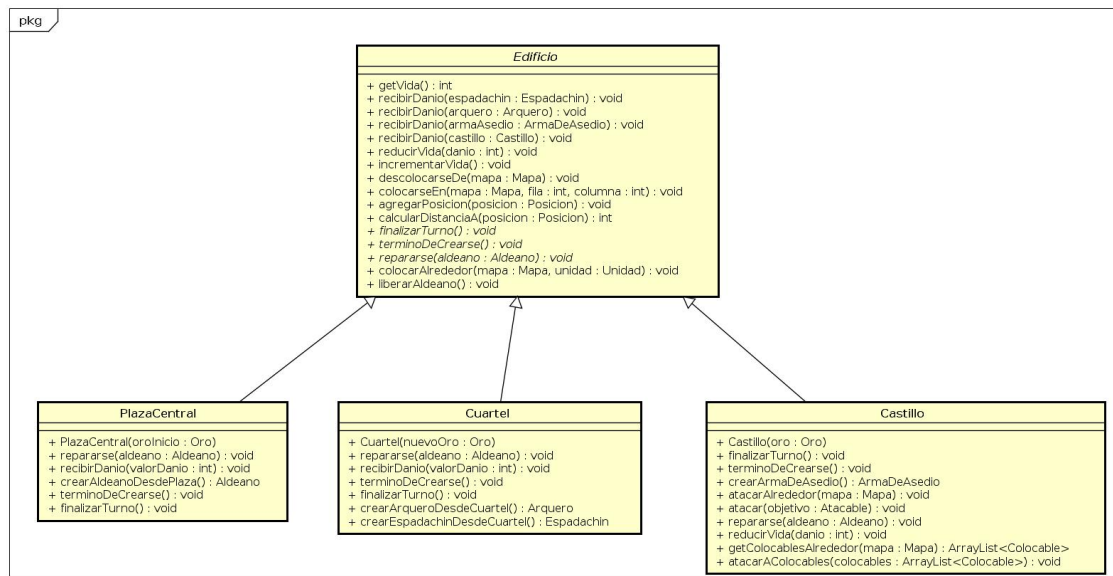 pkg
Edificio
+ getVida() : int
+ recibirDanio(espadachin : Espadachin) : void
+ recibirDanio(arquero : Arquero) : void
+ recibirDanio(armaAsedio : ArmaDeAsedio) : void
+ recibirDanio(castillo : Castillo) : void
+ reducirVida(danio : int) : void
+ incrementarVida() : void
+ descolocarseDe(mapa : Mapa) : void
+ colocarseEn(mapa : Mapa, fila : int, columna : int) : void
+ agregarPosicion(posicion : Posicion) : void
+ calcularDistanciaA(posicion : Posicion) : int
+ finalizarTurno() : void
+ terminoDeCrearse() : void
+ repararse(aldeano : Aldeano) : void
+ colocarAlrededor(mapa : Mapa, unidad : Unidad) : void
+ liberarAldeano() : void
PlazaCentral
+ PlazaCentral(oroInicio : Oro)
+ repararse(aldeano : Aldeano) : void
+ recibirDanio(valorDanio : int) : void
+ crearAldeanoDesdePlaza() : Aldeano
+ terminoDeCrearse() : void
+ finalizarTurno() : void
Cuartel
+ Cuartel(nuevoOro : Oro)
+ repararse(aldeano : Aldeano) : void
+ recibirDanio(valorDanio : int) : void
+ terminoDeCrearse() : void
+ finalizarTurno() : void
+ crearArqueroDesdeCuartel() : Arquero
+ crearEspadachinDesdeCuartel() : Espadachin
Castillo
+ Castillo(oro : Oro)
+ finalizarTurno() : void
+ terminoDeCrearse() : void
+ crearArmaDeAsedio() : ArmaDeAsedio
+ atacarAlrededor(mapa : Mapa) : void
+ atacar(objetivo : Atacable) : void
+ repararse(aldeano : Aldeano) : void
+ reducirVida(danio : int) : void
+ getColocablesAlrededor(mapa : Mapa) : ArrayList<Colocable>
+ atacarAColocables(colocables : ArrayList<Colocable>) : void